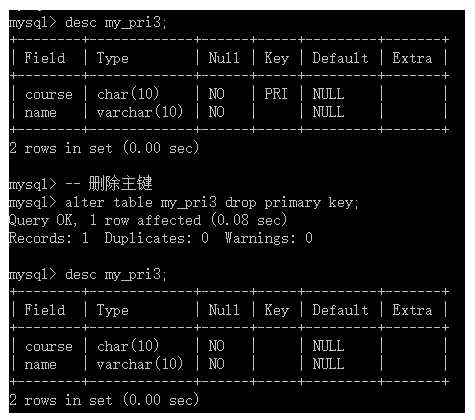 mysql> desc my_pri3;
+--------+-------------+------+-----+---------+-------+
| Field  | Type        | Null | Key | Default | Extra |
+--------+-------------+------+-----+---------+-------+
| course | char(10)    | NO   | PRI | NULL    |       |
| name   | varchar(10) | NO   |     | NULL    |       |
+--------+-------------+------+-----+---------+-------+
2 rows in set (0.00 sec)
mysql> -- 删除主键
mysql> alter table my_pri3 drop primary key;
Query OK, 1 row affected (0.08 sec)
Records: 1  Duplicates: 0  Warnings: 0
mysql> desc my_pri3;
+--------+-------------+------+-----+---------+-------+
| Field  | Type        | Null | Key | Default | Extra |
+--------+-------------+------+-----+---------+-------+
| course | char(10)    | NO   |     | NULL    |       |
| name   | varchar(10) | NO   |     | NULL    |       |
+--------+-------------+------+-----+---------+-------+
2 rows in set (0.00 sec)